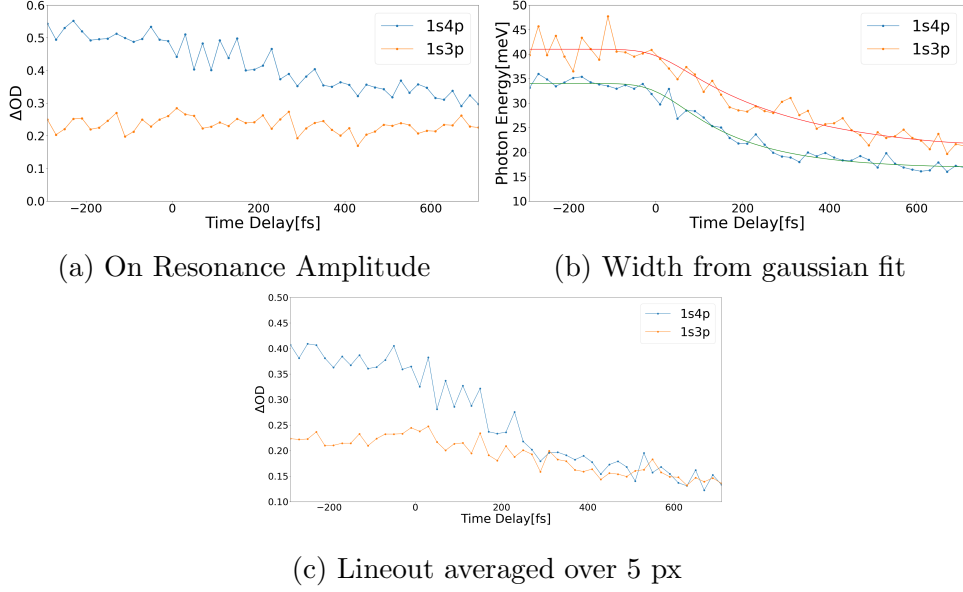 0.6
0.5
0.4
0.3
0.2
0.1
0.0
ΔOD
1s4p
1s3p
−200 0 200 400 600
Time Delay[fs]
(a) On Resonance Amplitude
50
45
40
35
30
25
20
15
10
Photon Energy[meV]
1s4p
1s3p
−200 0 200 400 600
Time Delay[fs]
(b) Width from gaussian fit
0.50
0.45
0.40
0.35
0.30
0.25
0.20
0.15
0.10
ΔOD
1s4p
1s3p
−200 0 200 400 600
Time Delay[fs]
(c) Lineout averaged over 5 px